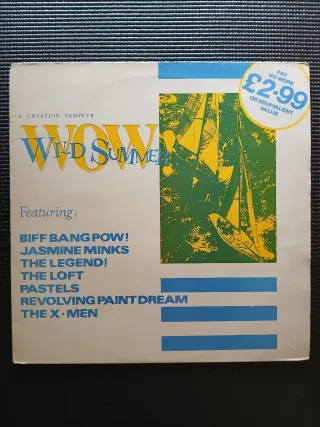 A CREATION SAMPLER
WOW
WILD SUMMER
PAY
NO MORE
£2·99
OR EQUIVALENT
VALUE
Featuring;
BIFF BANG POW!
JASMINE MINKS
THE LEGEND!
THE LOFT
PASTELS
REVOLVING PAINT DREAM
THE X·MEN